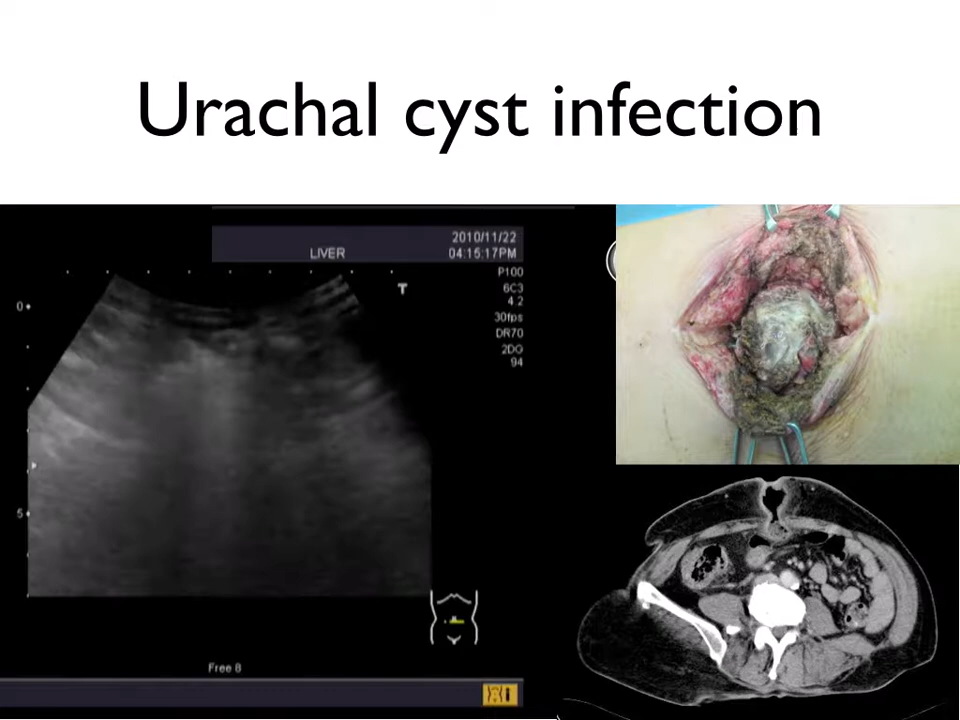 Urachal cyst infection
2010/11/22
LIVER 04:15:17PM
P100
6C3
T
4.2
0
30fps
DR70
2DG
94
5
Free 8
i